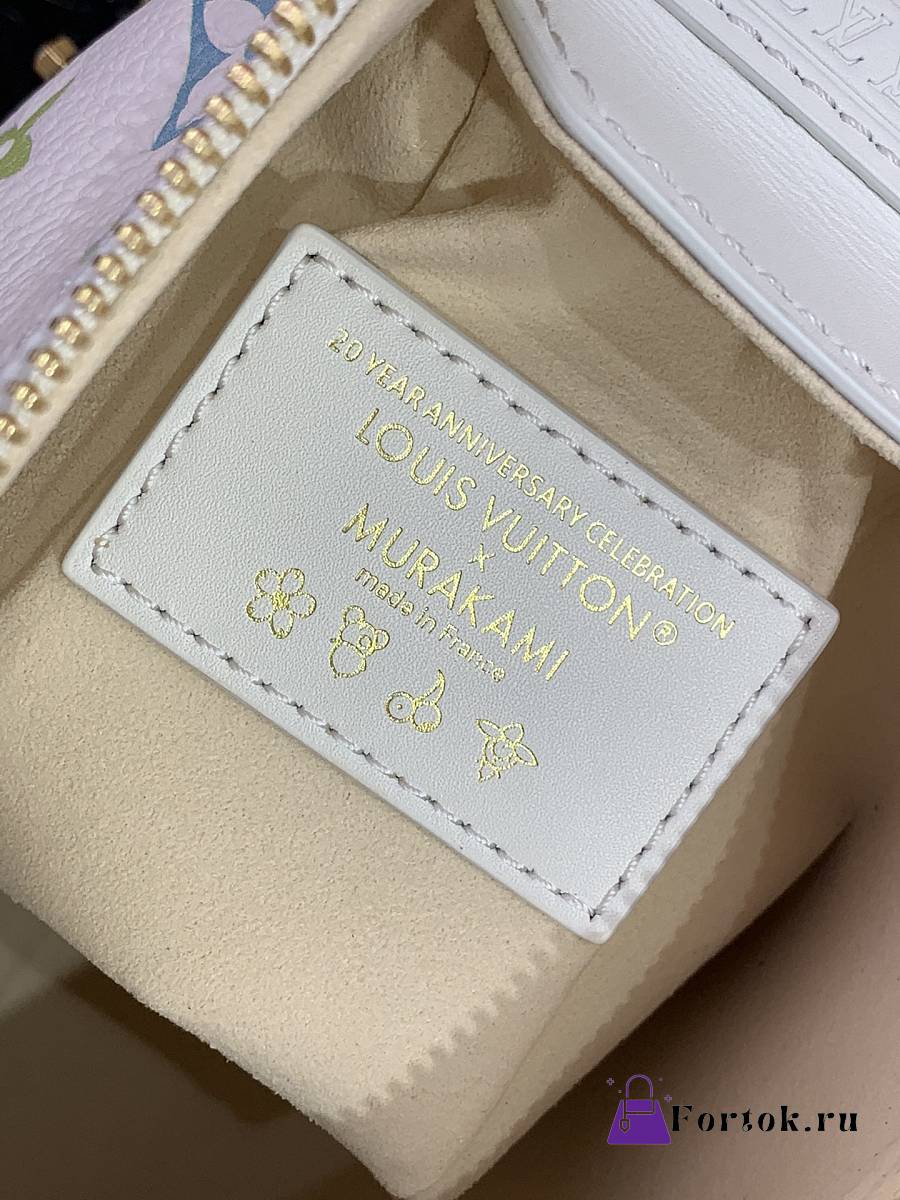 20 YEAR ANNIVERSARY CELEBRATION
LOUIS VUITTON®
×
MURAKAMI
made in France
Fortok.ru